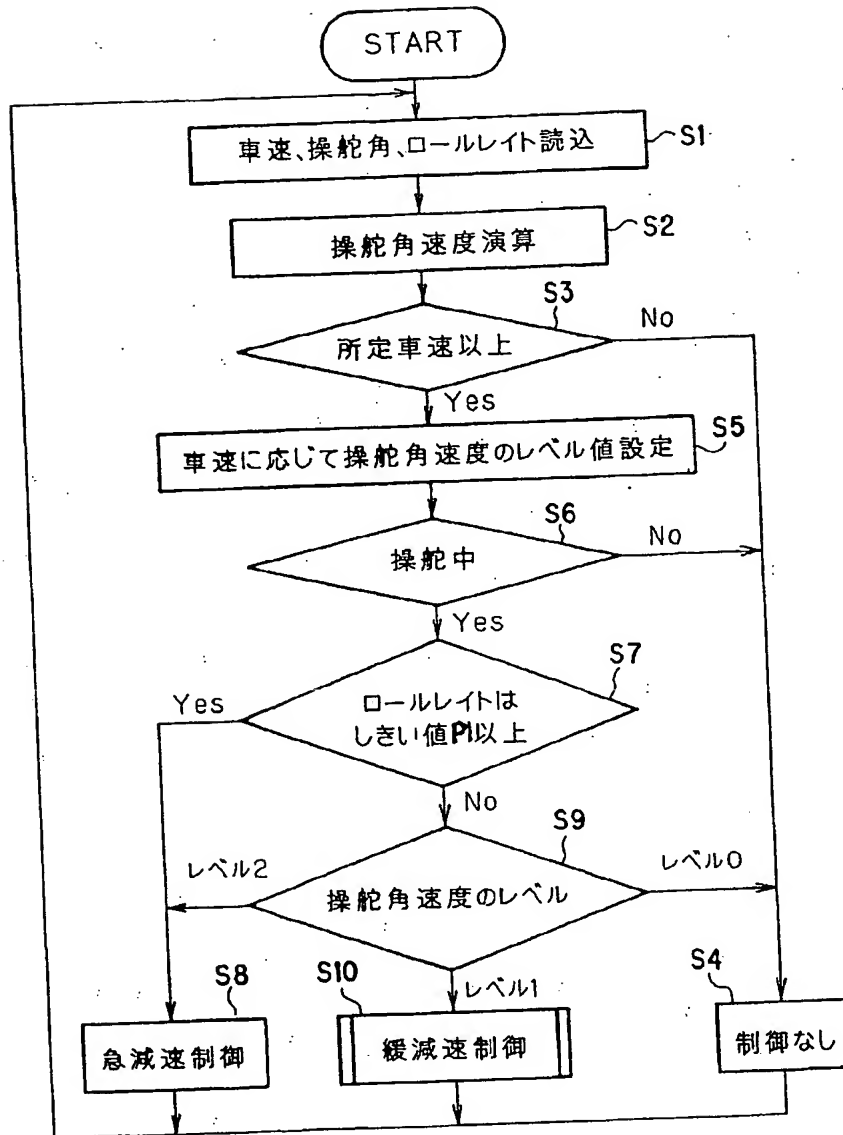 START
車速、操舵角、ロールレイト読込
S1
操舵角速度演算
S2
S3
所定車速以上
No
Yes
車速に応じて操舵角速度のレベル値設定
S5
S6
操舵中
No
Yes
S7
Yes
ロールレイトは
しきい値P1以上
No
S9
レベル2
操舵角速度のレベル
レベル0
S8
S10
レベル1
S4
急減速制御
緩減速制御
制御なし